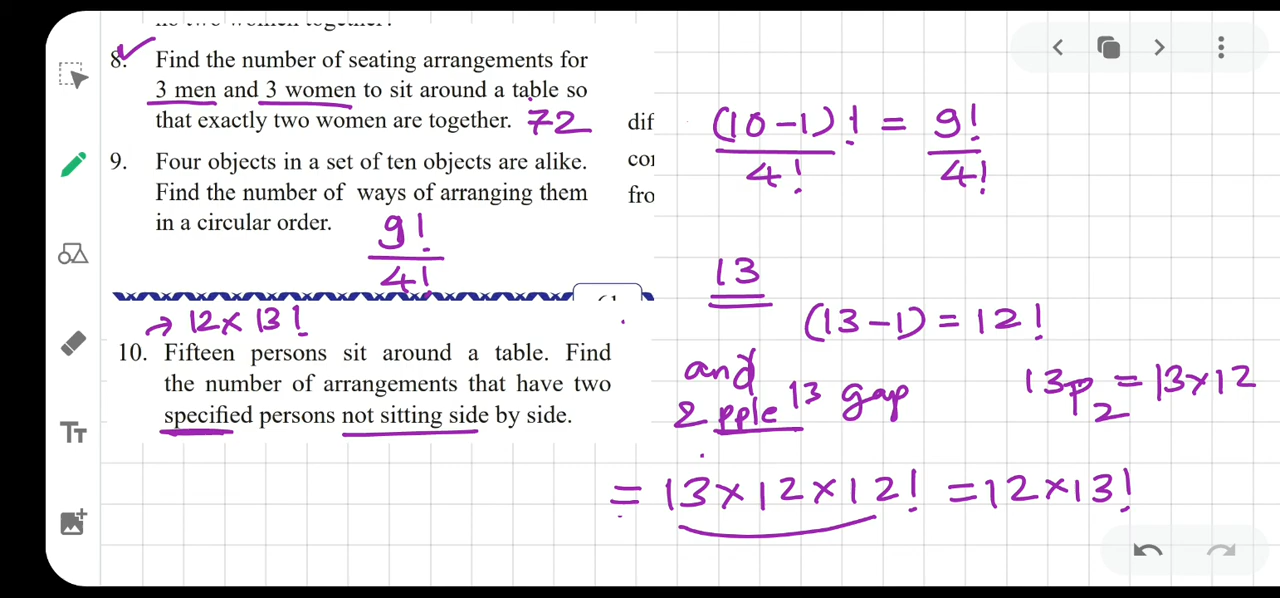 8. Find the number of seating arrangements for
3 men and 3 women to sit around a table so
that exactly two women are together. 72
9. Four objects in a set of ten objects are alike.
Find the number of ways of arranging them
in a circular order.
9!
4!
→ 12 × 13!
10. Fifteen persons sit around a table. Find
the number of arrangements that have two
specified persons not sitting side by side.
dif
con
fro
(10 - 1)! = 9!
4! 4!
13
(13 - 1) = 12!
and
2 pple 13 gap
13P2 = 13 × 12
= 13 × 12 × 12! = 12 × 13!
Tт